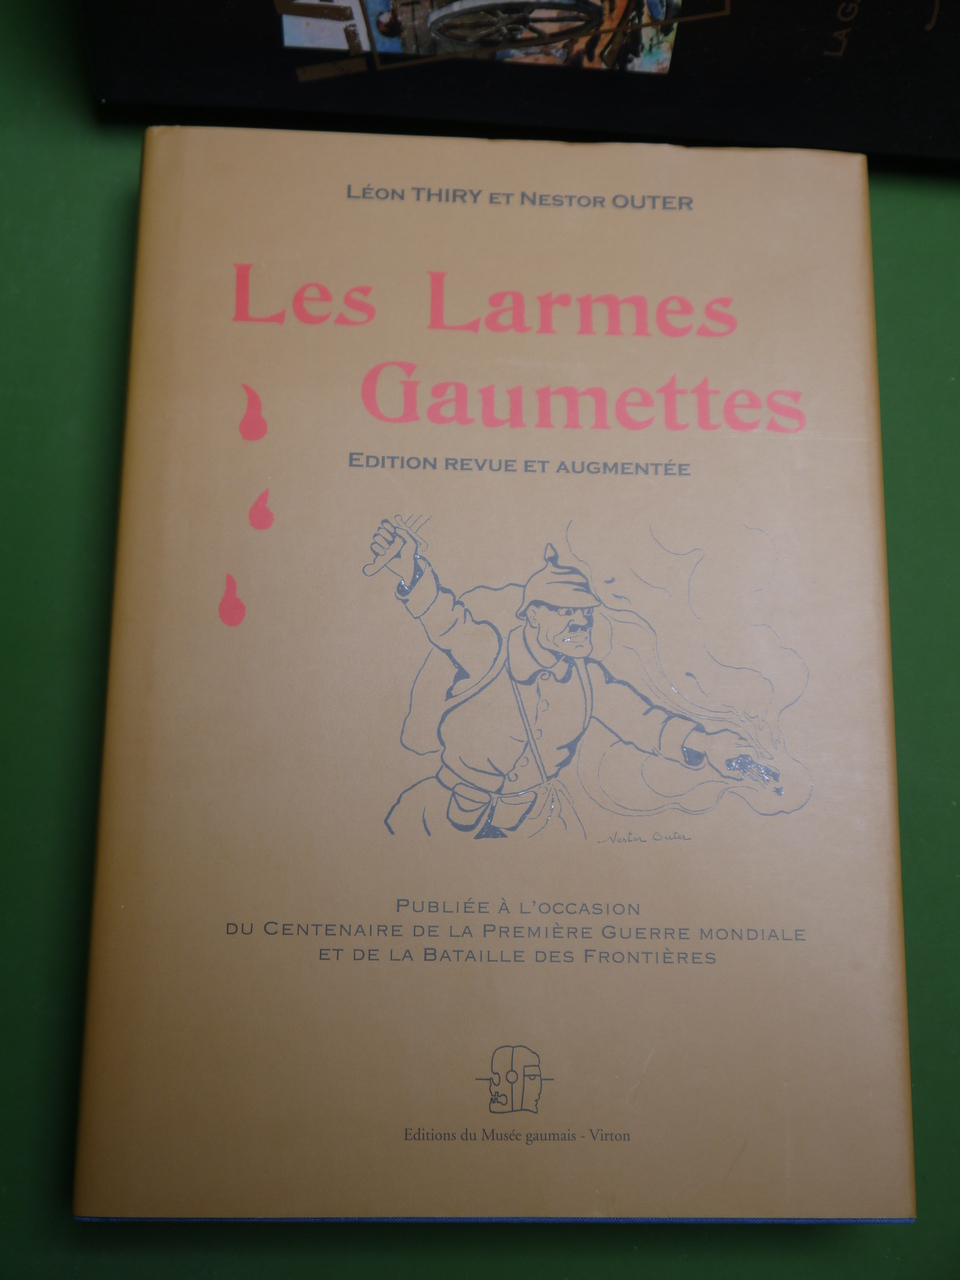 LA G
Léon THIRY et Nestor OUTER
Les Larmes
Gaumettes
Edition revue et augmentée
Nestor Outer
Publiée à l'occasion
du Centenaire de la Première Guerre mondiale
et de la Bataille des Frontières
Editions du Musée gaumais - Virton